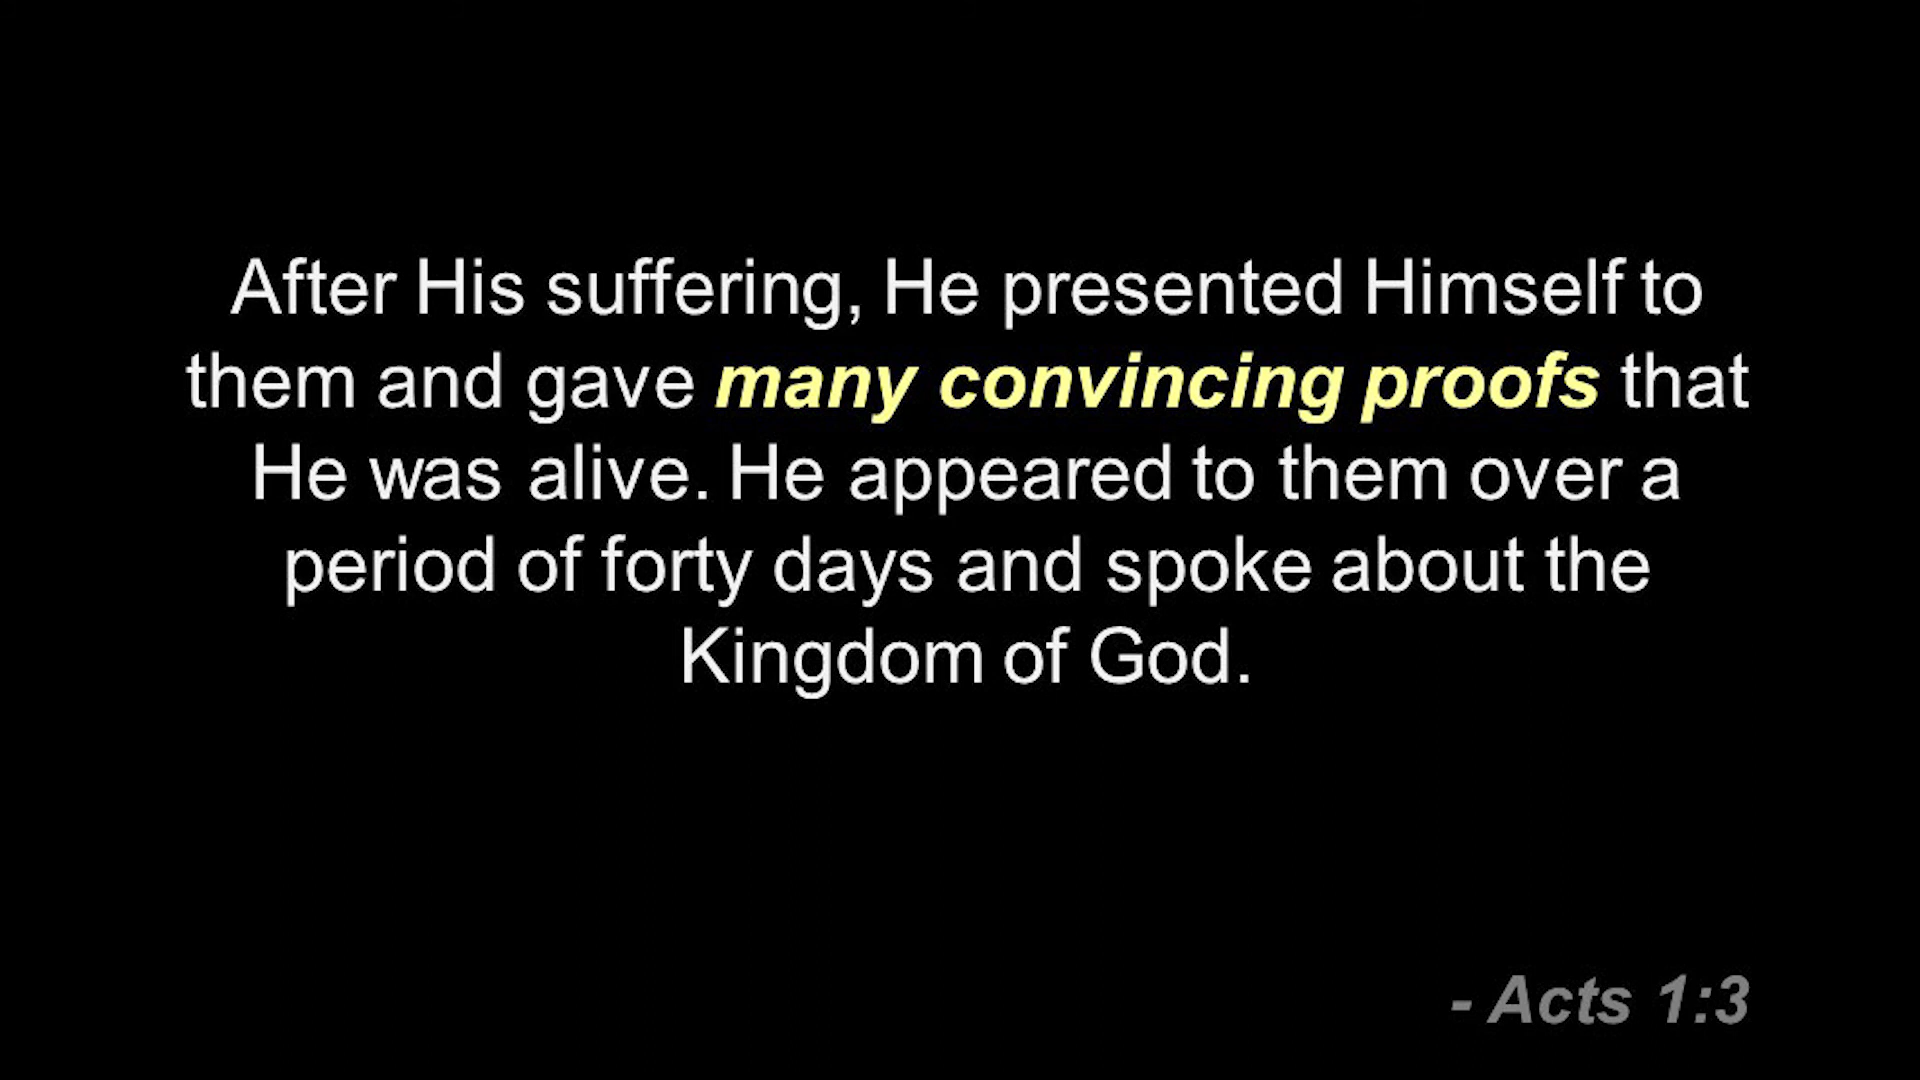 After His suffering, He presented Himself to
them and gave many convincing proofs that
He was alive. He appeared to them over a
period of forty days and spoke about the
Kingdom of God.
- Acts 1:3